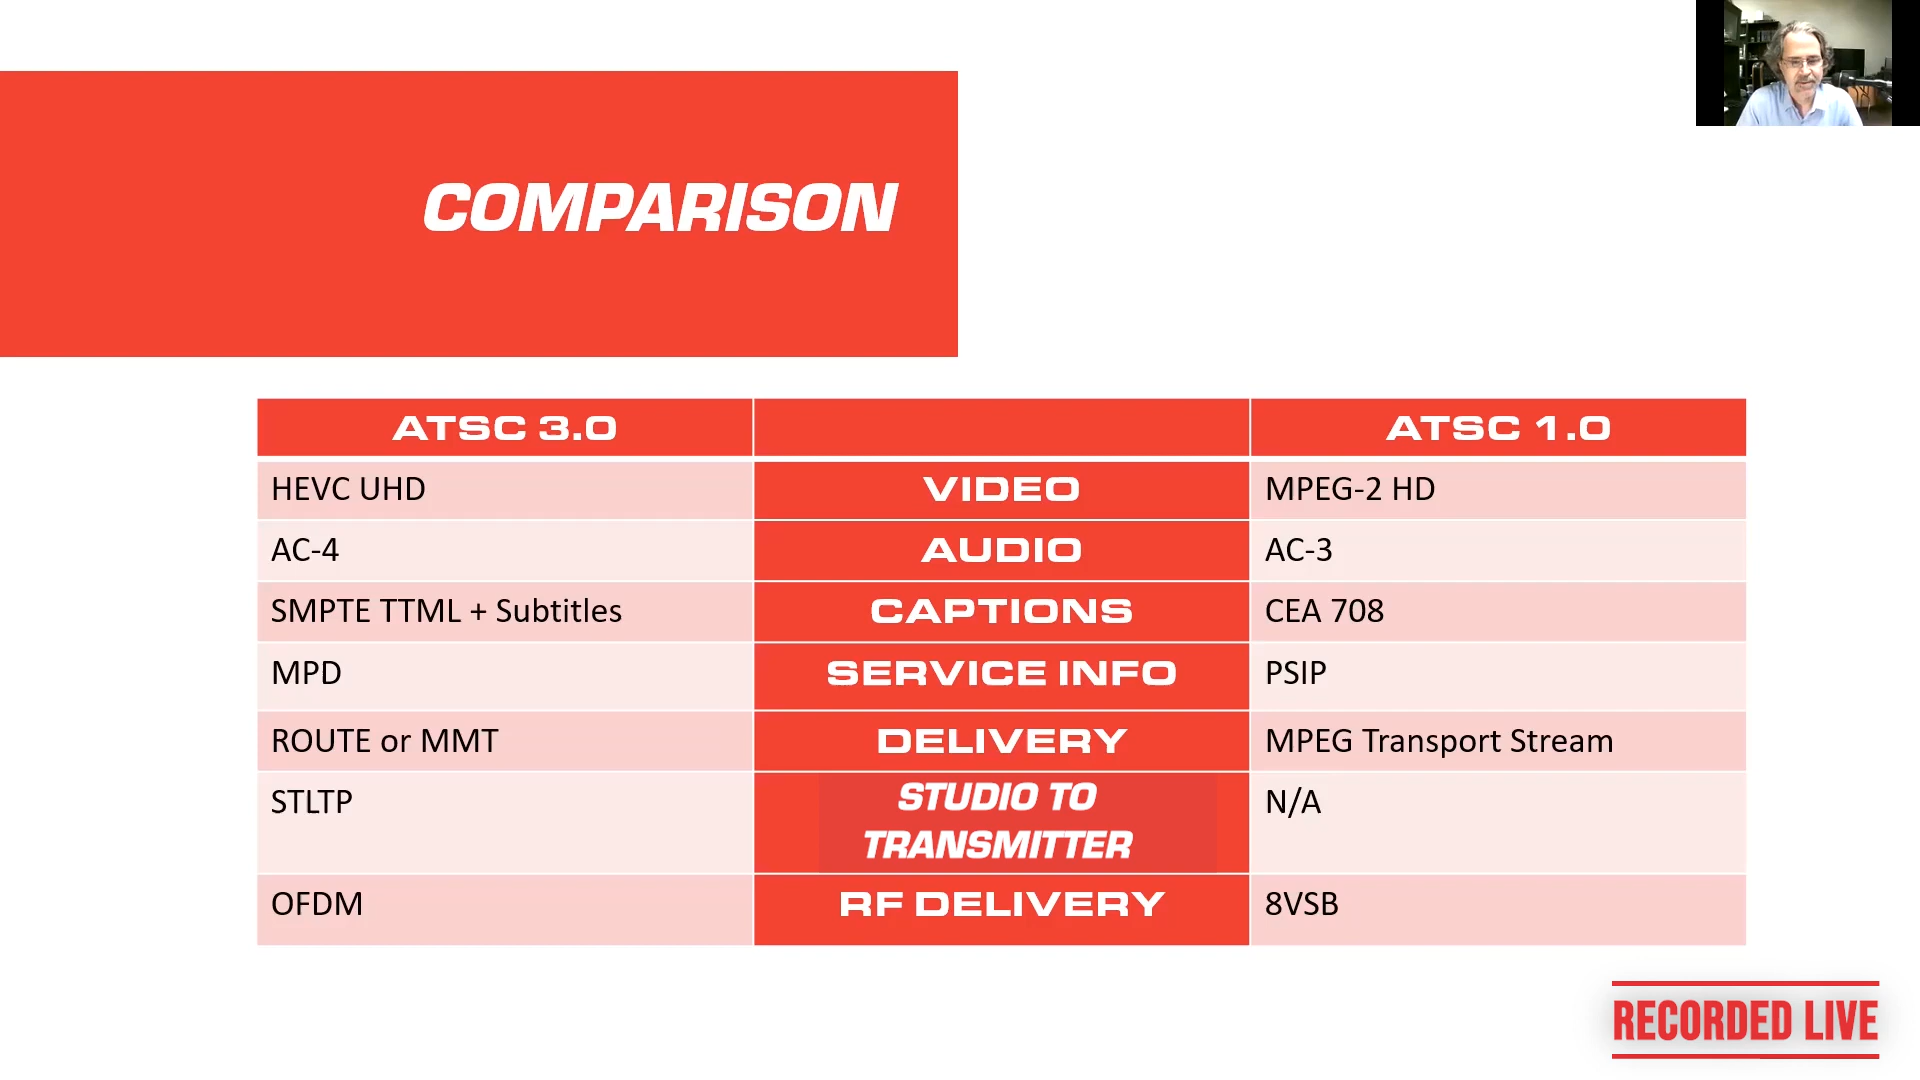 COMPARISON
ATSC 3.0 ATSC 1.0
HEVC UHD VIDEO MPEG-2 HD
AC-4 AUDIO AC-3
SMPTE TTML + Subtitles CAPTIONS CEA 708
MPD SERVICE INFO PSIP
ROUTE or MMT DELIVERY MPEG Transport Stream
STLTP STUDIO TO N/A
TRANSMITTER
OFDM RF DELIVERY 8VSB
RECORDED LIVE